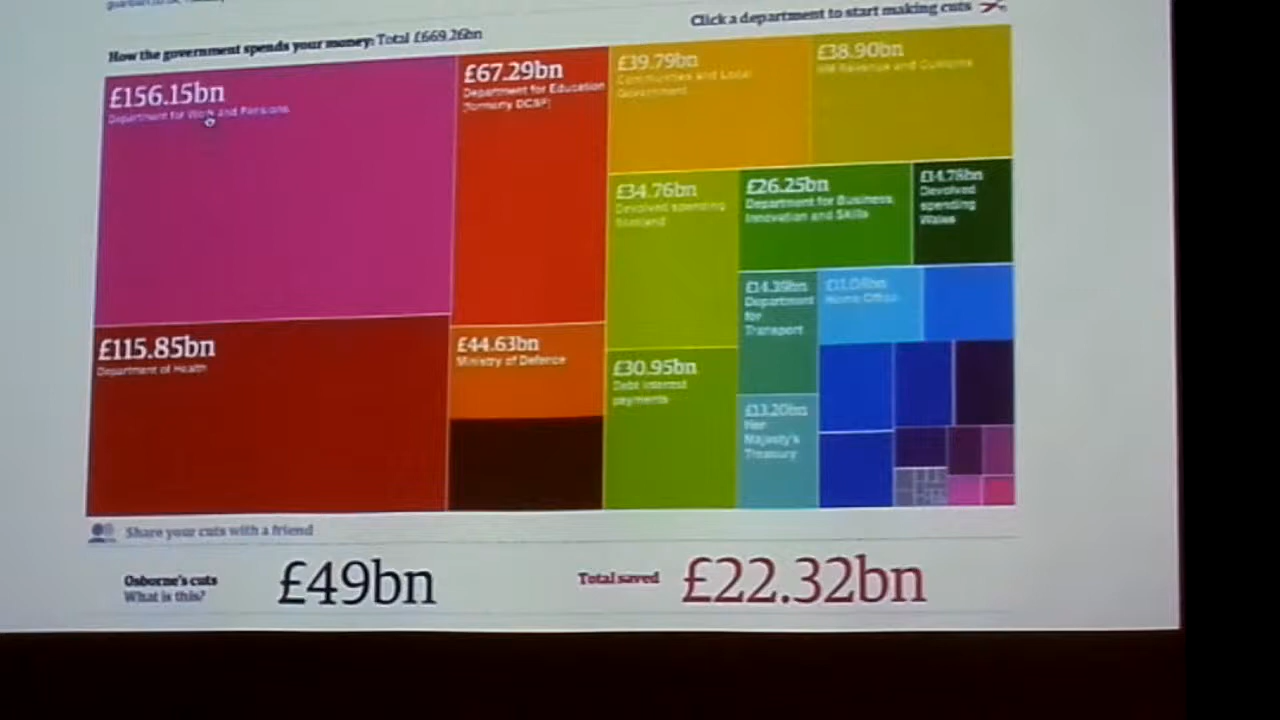 Click a department to start making cuts
How the government spends your money: Total £669.26bn
£156.15bn
Department for Work and Pensions
£67.29bn
Department for Education
[formerly DCSF]
£39.79bn
Communities and Local
Government
£38.90bn
HM Revenue and Customs
£34.76bn
Devolved spending
Scotland
£26.25bn
Department for Business
Innovation and Skills
£14.78bn
Devolved
spending
Wales
£14.39bn
Department
for
Transport
Home Office
£115.85bn
Department of Health
£44.63bn
Ministry of Defence
£30.95bn
Debt interest
payments
£13.20bn
Her
Majesty's
Treasury
Share your cuts with a friend
Osborne's cuts
What is this?
£49bn
Total saved
£22.32bn